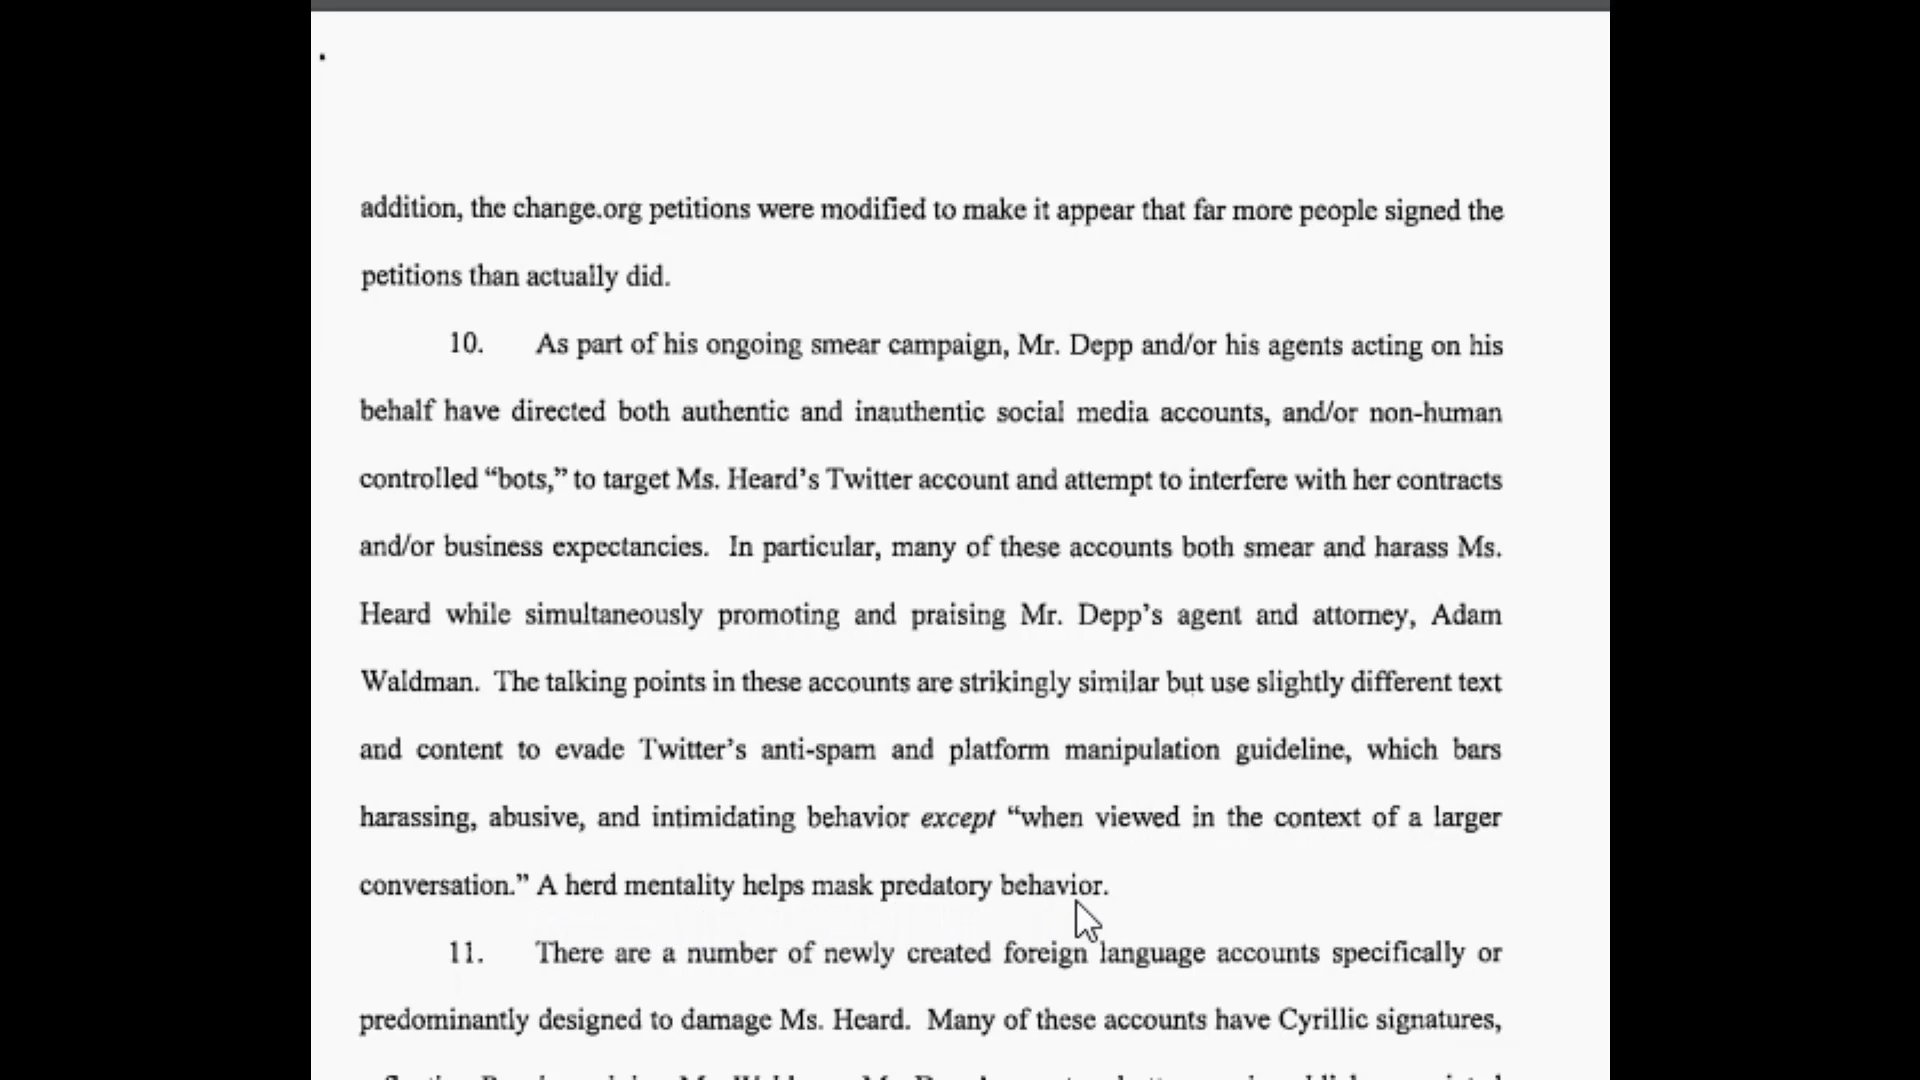 addition, the change.org petitions were modified to make it appear that far more people signed the
petitions than actually did.
10. As part of his ongoing smear campaign, Mr. Depp and/or his agents acting on his
behalf have directed both authentic and inauthentic social media accounts, and/or non-human
controlled “bots,” to target Ms. Heard’s Twitter account and attempt to interfere with her contracts
and/or business expectancies. In particular, many of these accounts both smear and harass Ms.
Heard while simultaneously promoting and praising Mr. Depp’s agent and attorney, Adam
Waldman. The talking points in these accounts are strikingly similar but use slightly different text
and content to evade Twitter’s anti-spam and platform manipulation guideline, which bars
harassing, abusive, and intimidating behavior except “when viewed in the context of a larger
conversation.” A herd mentality helps mask predatory behavior.
11. There are a number of newly created foreign language accounts specifically or
predominantly designed to damage Ms. Heard. Many of these accounts have Cyrillic signatures,